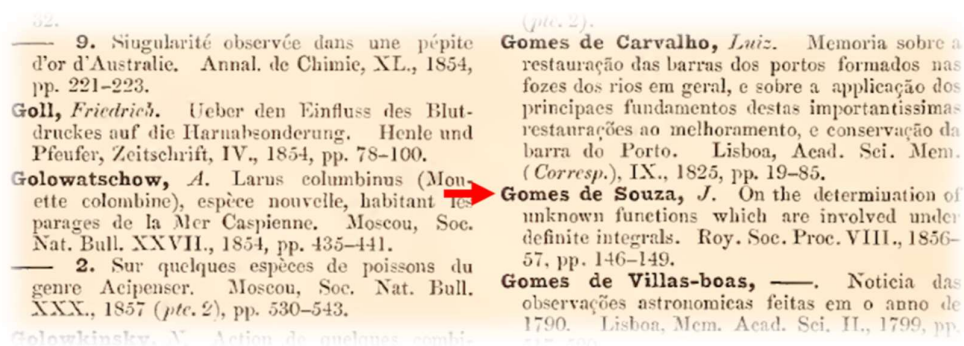 32.
—— 9. Singularité observée dans une pépite
d'or d'Australie. Annal. de Chimie, XL., 1854,
pp. 221–223.
Goll, Friedrich. Ueber den Einfluss des Blut-
druckes auf die Harnabsonderung. Henle und
Pfeufer, Zeitschrift, IV., 1854, pp. 78–100.
Golowatschow, A. Larus columbinus (Mou-
ette colombine), espèce nouvelle, habitant les
parages de la Mer Caspienne. Moscou, Soc.
Nat. Bull. XXVII., 1854, pp. 435–441.
—— 2. Sur quelques espèces de poissons du
genre Acipenser. Moscou, Soc. Nat. Bull.
XXX., 1857 (ptc. 2), pp. 530–543.
Golowkinsky, N. Action de quelques combi-
(ptc. 2).
Gomes de Carvalho, Luiz. Memoria sobre a
restauração das barras dos portos formados nas
fozes dos rios em geral, e sobre a applicação dos
principaes fundamentos destas importantissimas
restaurações ao melhoramento, e conservação da
barra do Porto. Lisboa, Acad. Sci. Mem.
(Corresp.), IX., 1825, pp. 19–85.
Gomes de Souza, J. On the determination of
unknown functions which are involved under
definite integrals. Roy. Soc. Proc. VIII., 1856–
57, pp. 146–149.
Gomes de Villas-boas, ——. Noticia das
observações astronomicas feitas em o anno de
1790. Lisboa, Mem. Acad. Sci. II., 1799, pp.